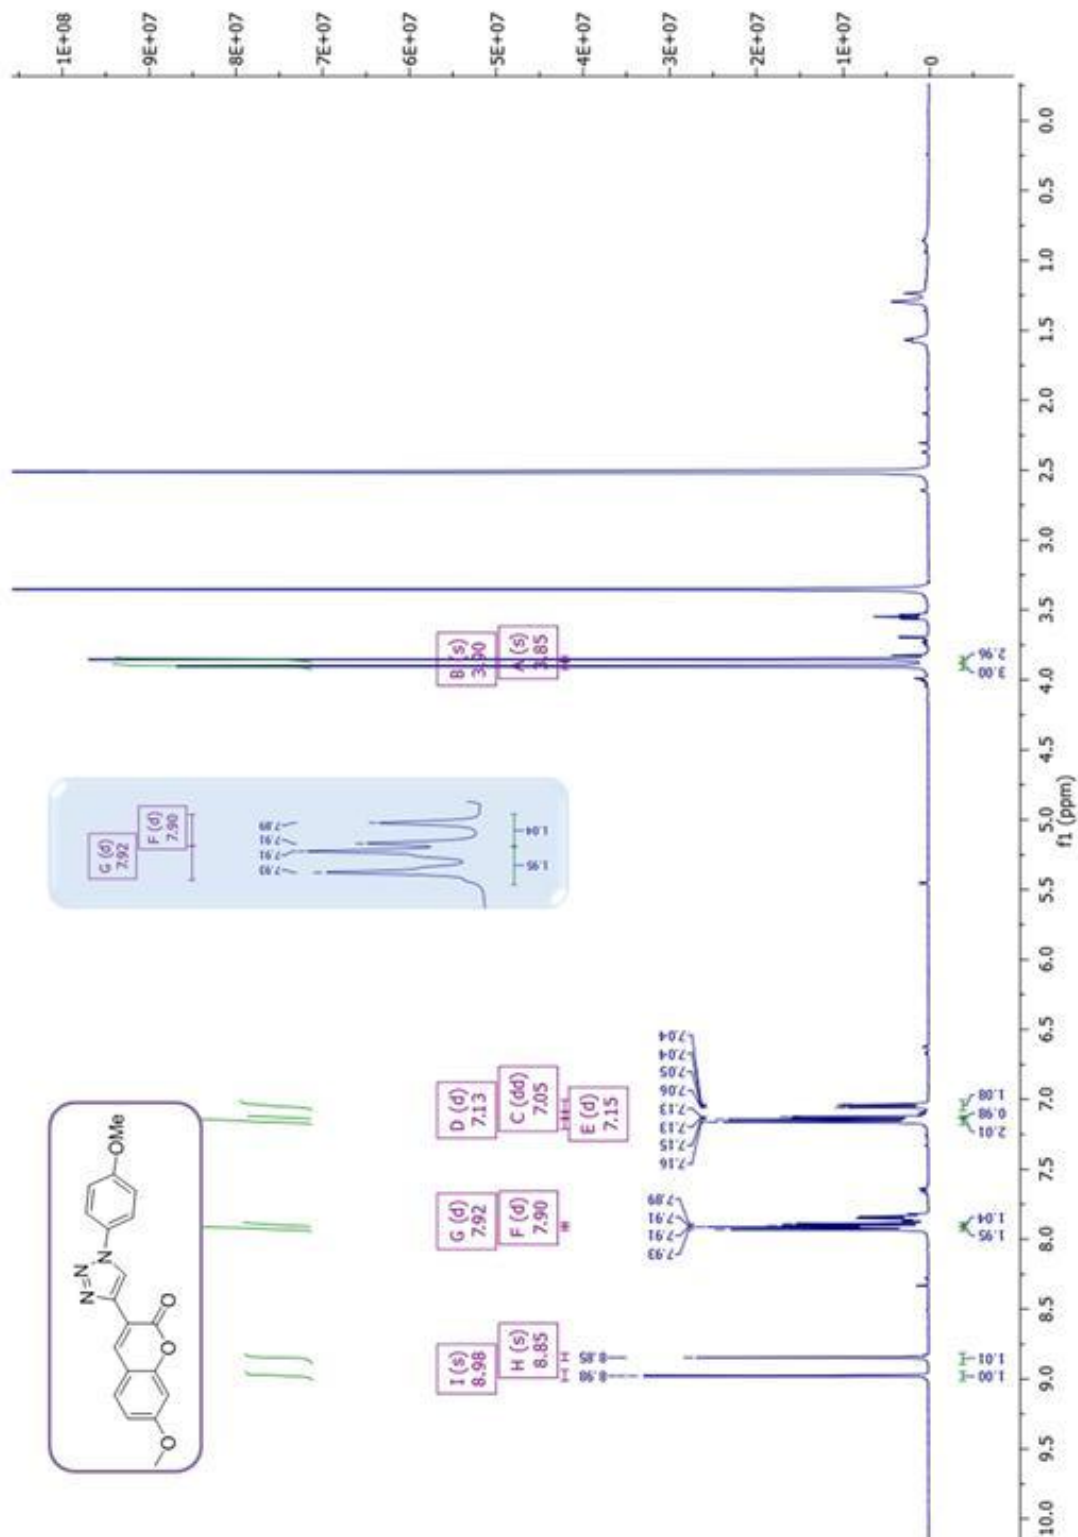 OMe
N
N
N
O
O
O
G (d)
7.92
F (d)
7.90
7.93
7.91
7.91
7.89
1.95
1.04
I (s)
8.98
H (s)
8.85
G (d)
7.92
F (d)
7.90
D (d)
7.13
C (dd)
7.05
E (d)
7.15
B (s)
3.90
A (s)
3.85
8.98
8.85
7.93
7.91
7.91
7.89
7.16
7.15
7.13
7.13
7.06
7.05
7.04
7.04
1E+08
9E+07
8E+07
7E+07
6E+07
5E+07
4E+07
3E+07
2E+07
1E+07
0
1.00
1.01
1.95
1.04
2.01
0.98
1.08
3.00
2.96
10.0 9.5 9.0 8.5 8.0 7.5 7.0 6.5 6.0 5.5 5.0 4.5 4.0 3.5 3.0 2.5 2.0 1.5 1.0 0.5 0.0
f1 (ppm)